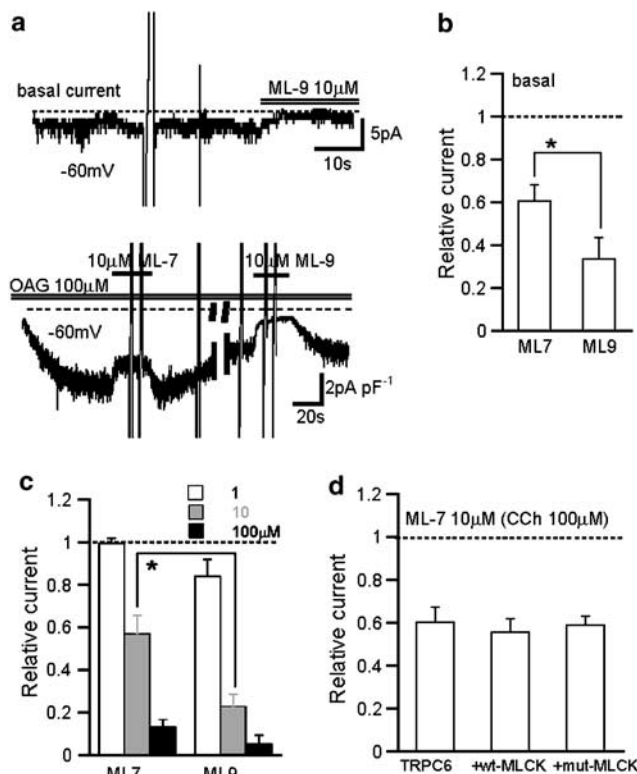 a
basal current
ML-9 10μM
5pA
10s
-60mV
10μM ML-7
10μM ML-9
OAG 100μM
-60mV
2pA pF⁻¹
20s
b
1.2
basal
1
0.8
*
0.6
0.4
0.2
0
Relative current
ML7
ML9
c
1.2
1
10
100μM
1
0.8
*
0.6
0.4
0.2
0
Relative current
ML7
ML9
d
1.2
ML-7 10μM (CCh 100μM)
1
0.8
0.6
0.4
0.2
0
Relative current
TRPC6
+wt-MLCK
+mut-MLCK